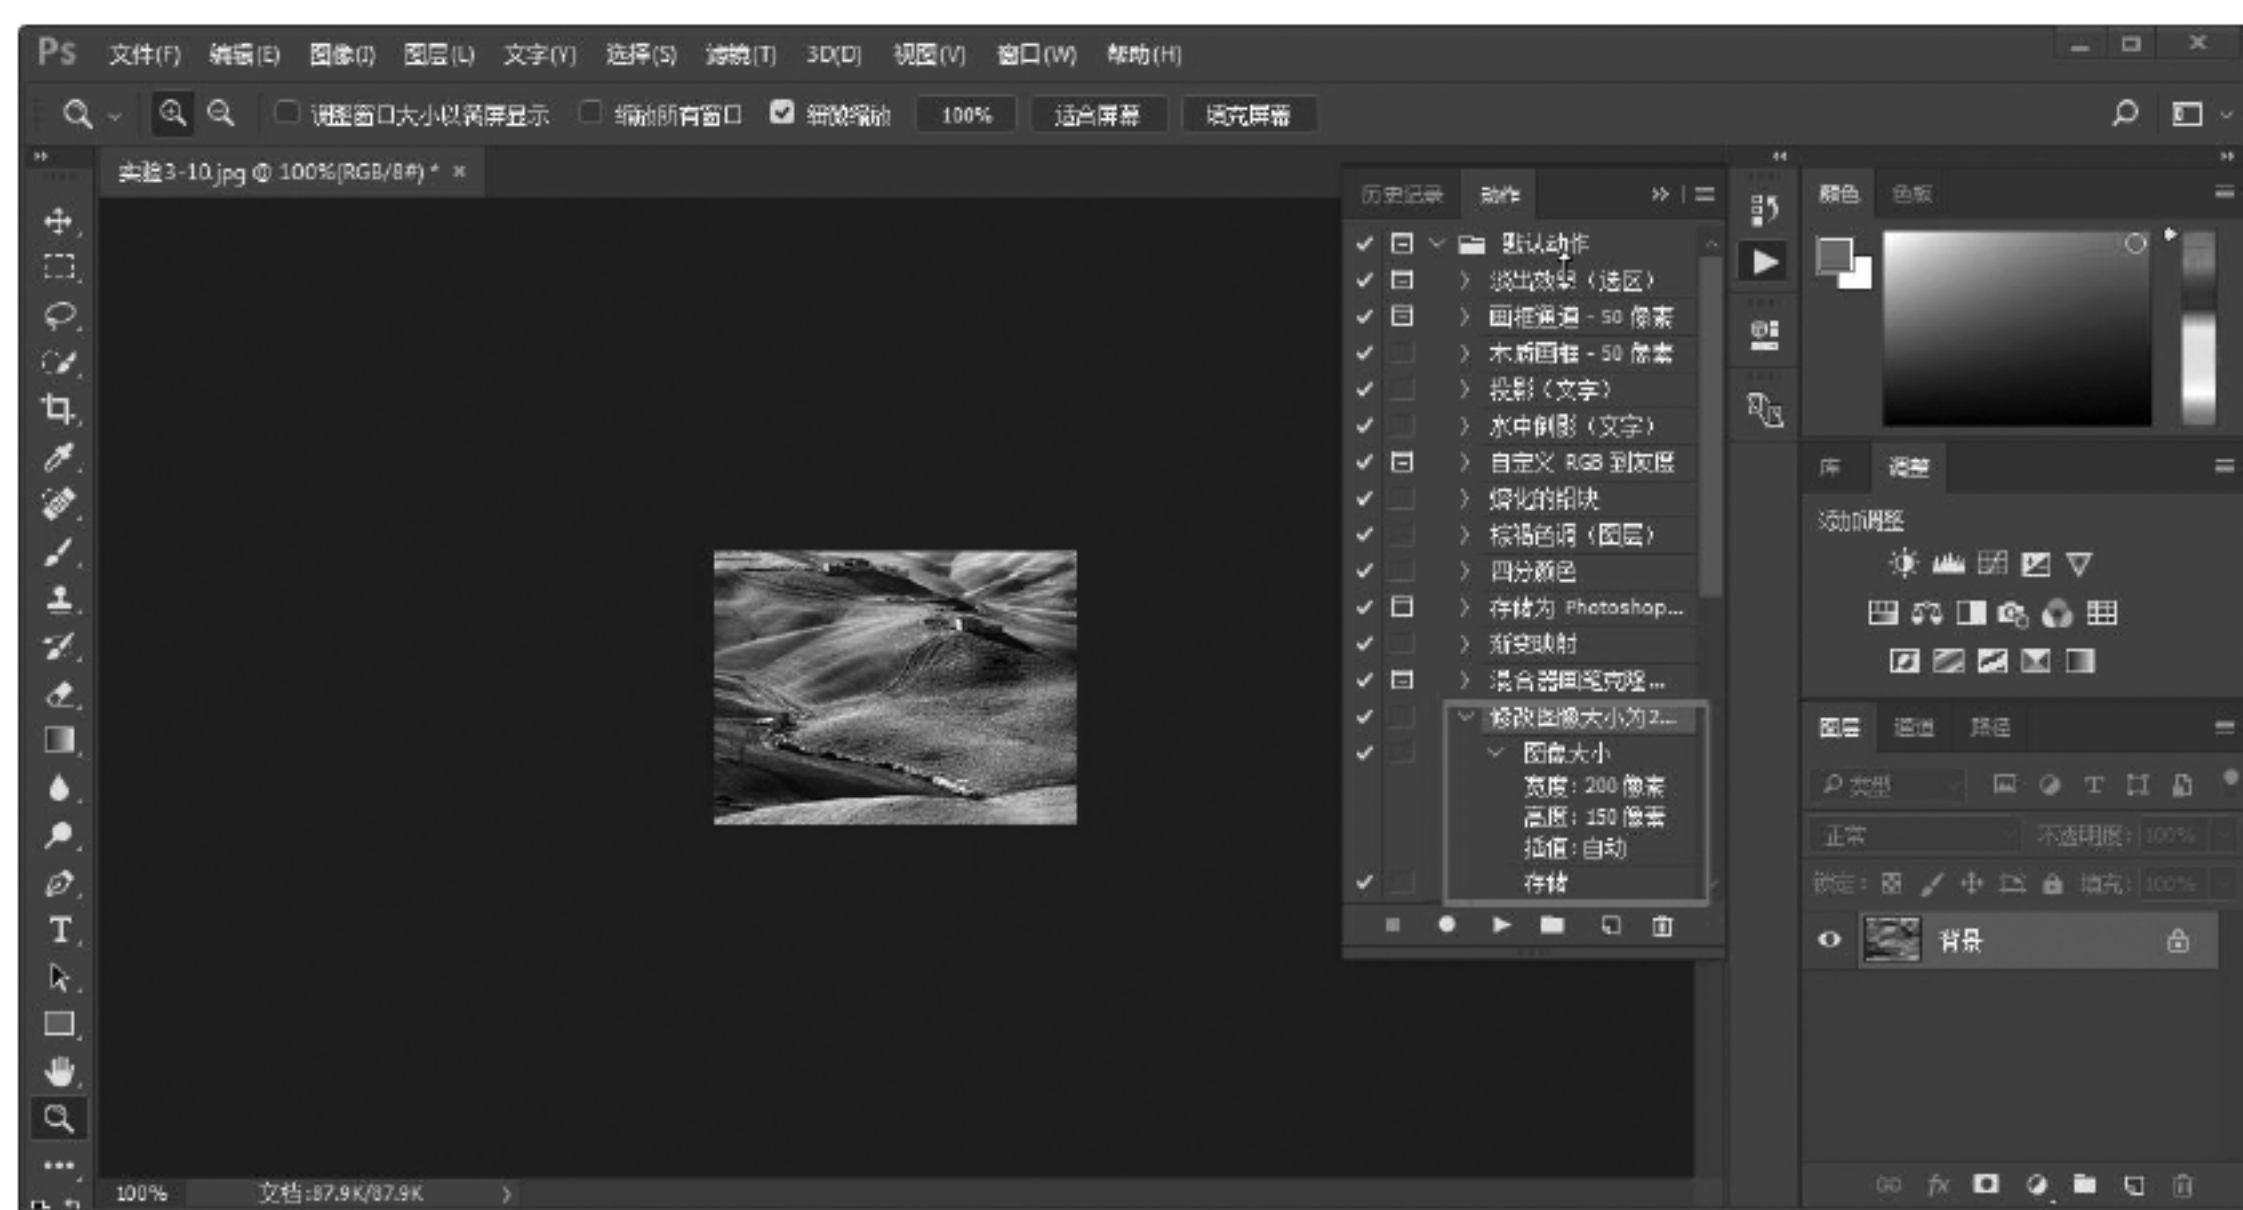 Ps 文件(F) 编辑(E) 图像(I) 图层(L) 文字(Y) 选择(S) 滤镜(T) 3D(D) 视图(V) 窗口(W) 帮助(H)
调整窗口大小以满屏显示 缩放所有窗口 细微缩放 100% 适合屏幕 填充屏幕
实验3-10.jpg @ 100%(RGB/8#) *
历史记录 动作
默认动作
淡出效果（选区）
画框通道 - 50 像素
木质画框 - 50 像素
投影（文字）
水中倒影（文字）
自定义 RGB 到灰度
熔化的铅块
棕褐色调（图层）
四分颜色
存储为 Photoshop...
渐变映射
混合器画笔克隆...
修改图像大小为2...
图像大小
宽度: 200 像素
高度: 150 像素
插值: 自动
存储
颜色 色板
库 调整
添加调整
图层 通道 路径
类型
正常 不透明度: 100%
锁定: 填充: 100%
背景
100% 文档:87.9K/87.9K
fx